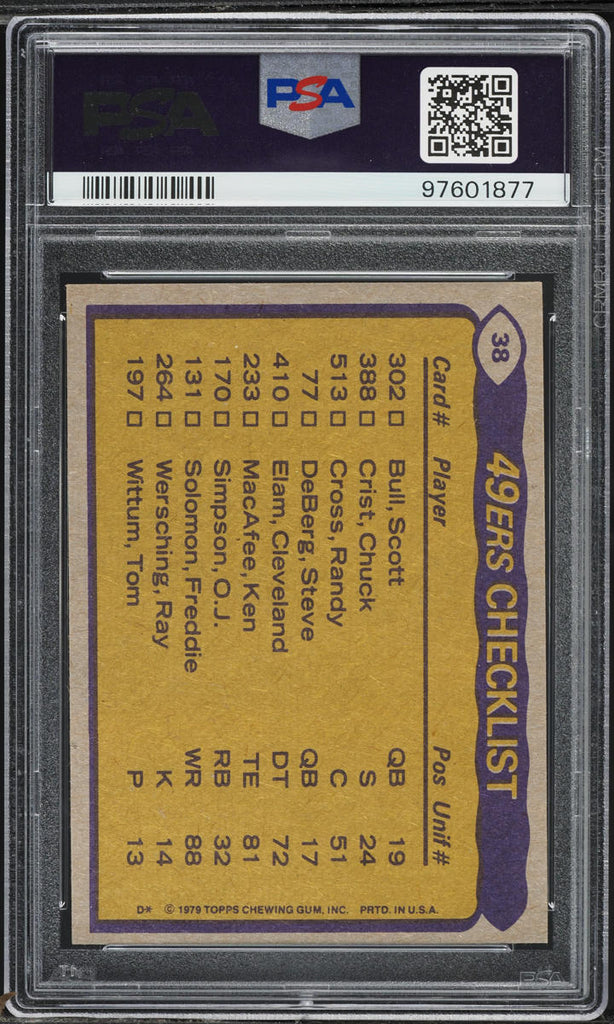 PSA
PSA
97601877
38
49ERS CHECKLIST
Card# Player Pos Unif#
302 □ Bull, Scott QB 19
388 □ Crist, Chuck S 24
513 □ Cross, Randy C 51
77 □ DeBerg, Steve QB 17
410 □ Elam, Cleveland DT 72
233 □ MacAfee, Ken TE 81
170 □ Simpson, O.J. RB 32
131 □ Solomon, Freddie WR 88
264 □ Wersching, Ray K 14
197 □ Wittum, Tom P 13
D* © 1979 TOPPS CHEWING GUM, INC. PRTD. IN U.S.A.
PSA